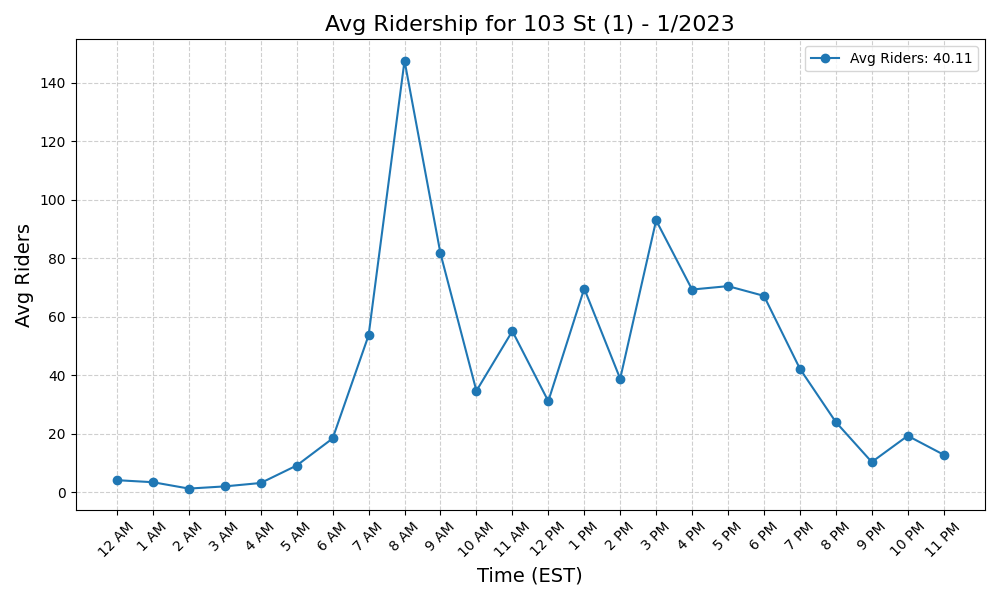 Avg Ridership for 103 St (1) - 1/2023
Avg Riders: 40.11
Avg Riders
140
120
100
80
60
40
20
0
12 AM
1 AM
2 AM
3 AM
4 AM
5 AM
6 AM
7 AM
8 AM
9 AM
10 AM
11 AM
12 PM
1 PM
2 PM
3 PM
4 PM
5 PM
6 PM
7 PM
8 PM
9 PM
10 PM
11 PM
Time (EST)